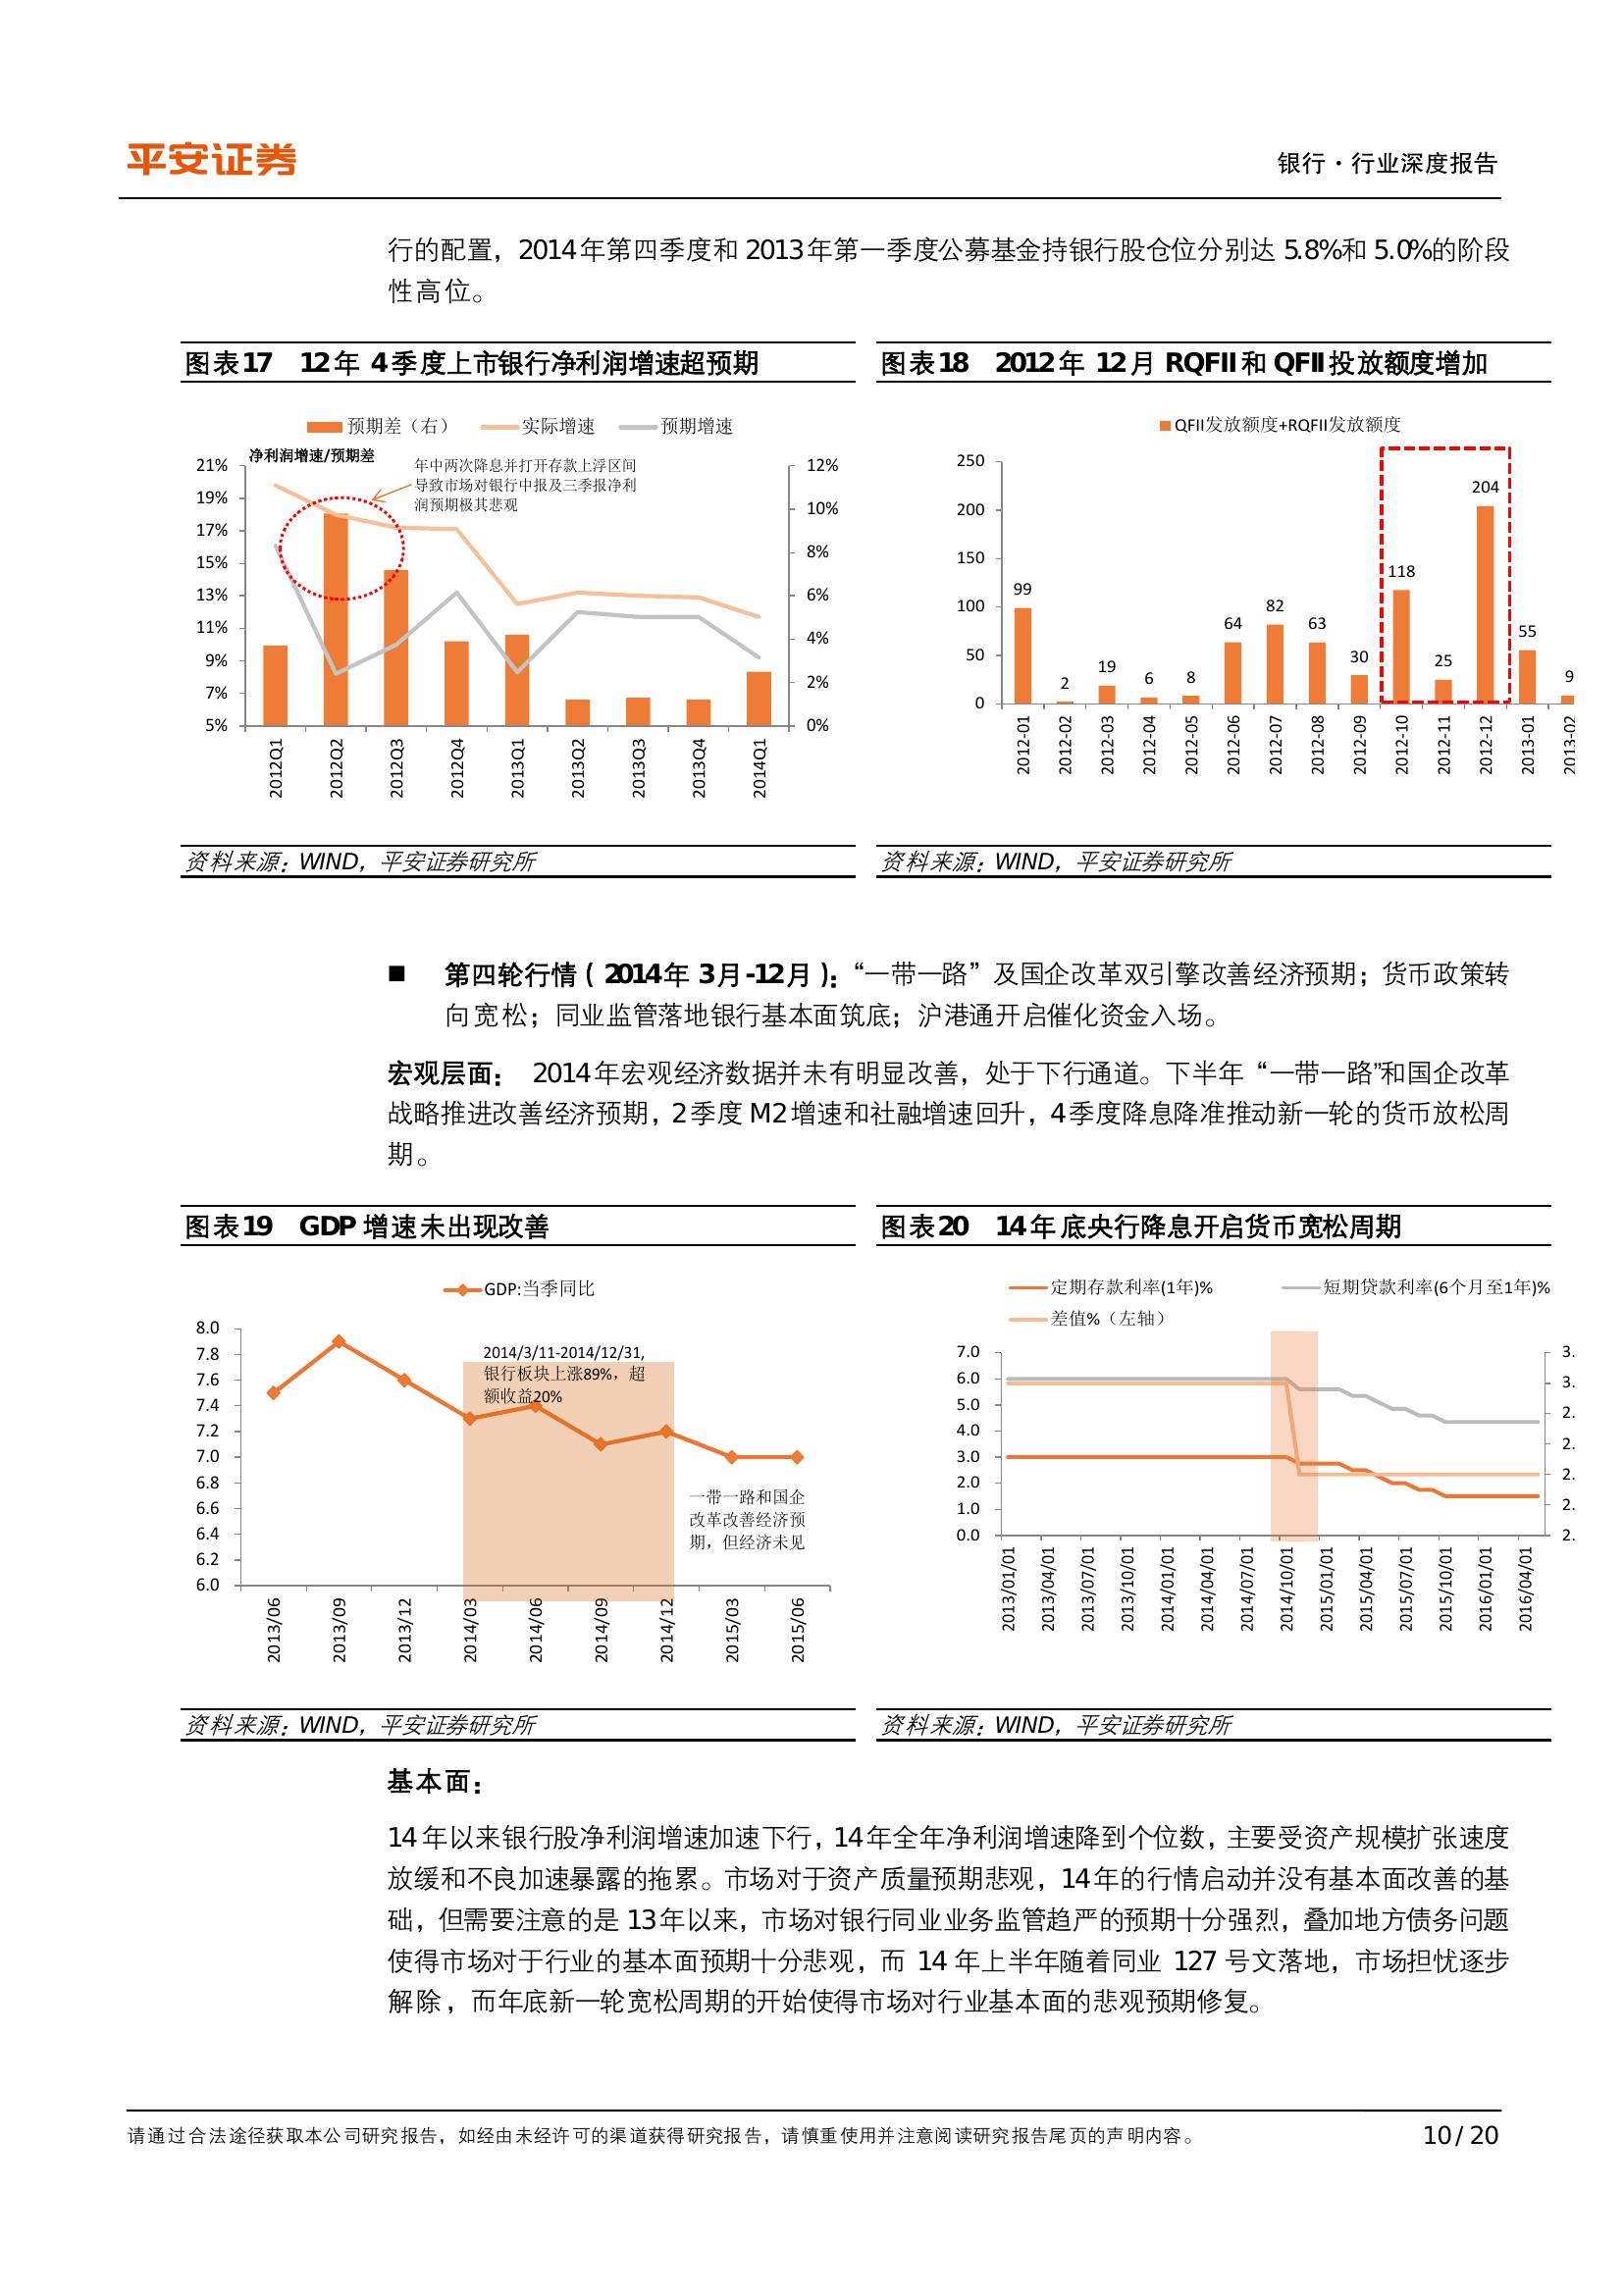 平安证券
银行·行业深度报告
行的配置，2014年第四季度和 2013年第一季度公募基金持银行股仓位分别达 5.8%和 5.0%的阶段
性高位。
图表17 12年 4季度上市银行净利润增速超预期
预期差（右） 实际增速 预期增速
净利润增速/预期差
年中两次降息并打开存款上浮区间
导致市场对银行中报及三季报净利
润预期极其悲观
21%
19%
17%
15%
13%
11%
9%
7%
5%
12%
10%
8%
6%
4%
2%
0%
2012Q1
2012Q2
2012Q3
2012Q4
2013Q1
2013Q2
2013Q3
2013Q4
2014Q1
资料来源：WIND，平安证券研究所
图表18 2012年 12月 RQFII和 QFII投放额度增加
QFII发放额度+RQFII发放额度
250
200
150
100
50
0
99
2
19
6
8
64
82
63
30
118
25
204
55
9
2012-01
2012-02
2012-03
2012-04
2012-05
2012-06
2012-07
2012-08
2012-09
2012-10
2012-11
2012-12
2013-01
2013-02
资料来源：WIND，平安证券研究所
■ 第四轮行情（2014年 3月-12月）：“一带一路”及国企改革双引擎改善经济预期；货币政策转
向宽松；同业监管落地银行基本面筑底；沪港通开启催化资金入场。
宏观层面： 2014年宏观经济数据并未有明显改善，处于下行通道。下半年“一带一路”和国企改革
战略推进改善经济预期，2季度 M2增速和社融增速回升，4季度降息降准推动新一轮的货币放松周
期。
图表19 GDP 增速未出现改善
GDP:当季同比
8.0
7.8
7.6
7.4
7.2
7.0
6.8
6.6
6.4
6.2
6.0
2014/3/11-2014/12/31,
银行板块上涨89%，超
额收益20%
一带一路和国企
改革改善经济预
期，但经济未见
2013/06
2013/09
2013/12
2014/03
2014/06
2014/09
2014/12
2015/03
2015/06
资料来源：WIND，平安证券研究所
图表20 14年底央行降息开启货币宽松周期
定期存款利率(1年)% 短期贷款利率(6个月至1年)%
差值%（左轴）
7.0
6.0
5.0
4.0
3.0
2.0
1.0
0.0
3.
3.
2.
2.
2.
2.
2.
2013/01/01
2013/04/01
2013/07/01
2013/10/01
2014/01/01
2014/04/01
2014/07/01
2014/10/01
2015/01/01
2015/04/01
2015/07/01
2015/10/01
2016/01/01
2016/04/01
资料来源：WIND，平安证券研究所
基本面：
14年以来银行股净利润增速加速下行，14年全年净利润增速降到个位数，主要受资产规模扩张速度
放缓和不良加速暴露的拖累。市场对于资产质量预期悲观，14年的行情启动并没有基本面改善的基
础，但需要注意的是 13年以来，市场对银行同业业务监管趋严的预期十分强烈，叠加地方债务问题
使得市场对于行业的基本面预期十分悲观，而 14 年上半年随着同业 127 号文落地，市场担忧逐步
解除，而年底新一轮宽松周期的开始使得市场对行业基本面的悲观预期修复。
请通过合法途径获取本公司研究报告，如经由未经许可的渠道获得研究报告，请慎重使用并注意阅读研究报告尾页的声明内容。
10 / 20